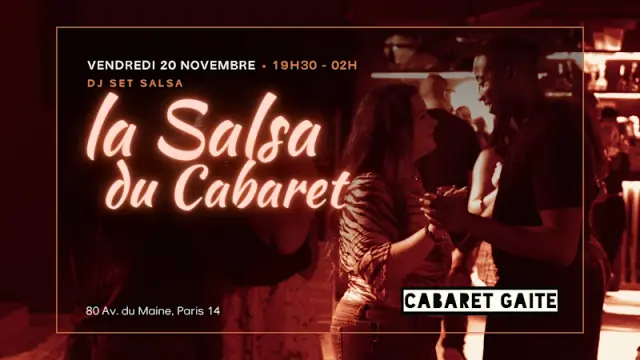 VENDREDI 20 NOVEMBRE • 19H30 - 02H
DJ SET SALSA
la Salsa
du Cabaret
80 Av. du Maine, Paris 14
CABARET GAITE